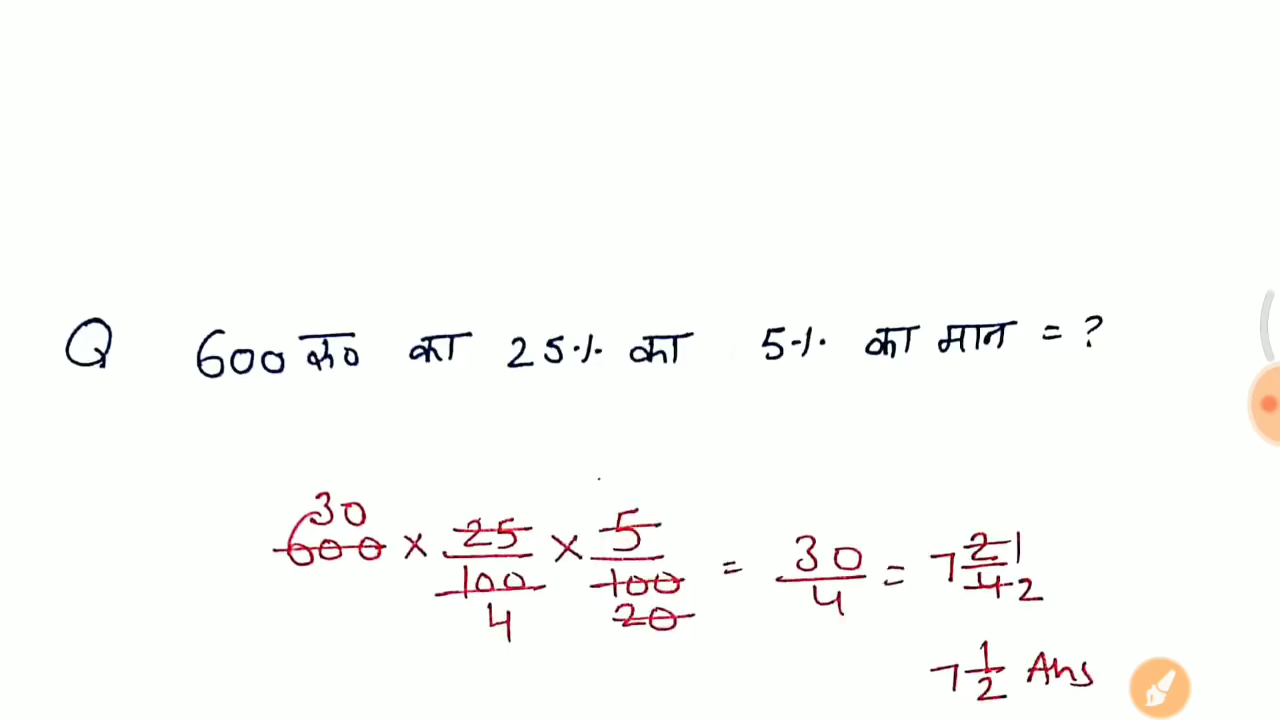 Q 600 रू० का 25% का 5% का मान = ?
30
600 × 25/100 × 5/100 = 30/4 = 7 2/4 1 2
4 20
7 1/2 Ans